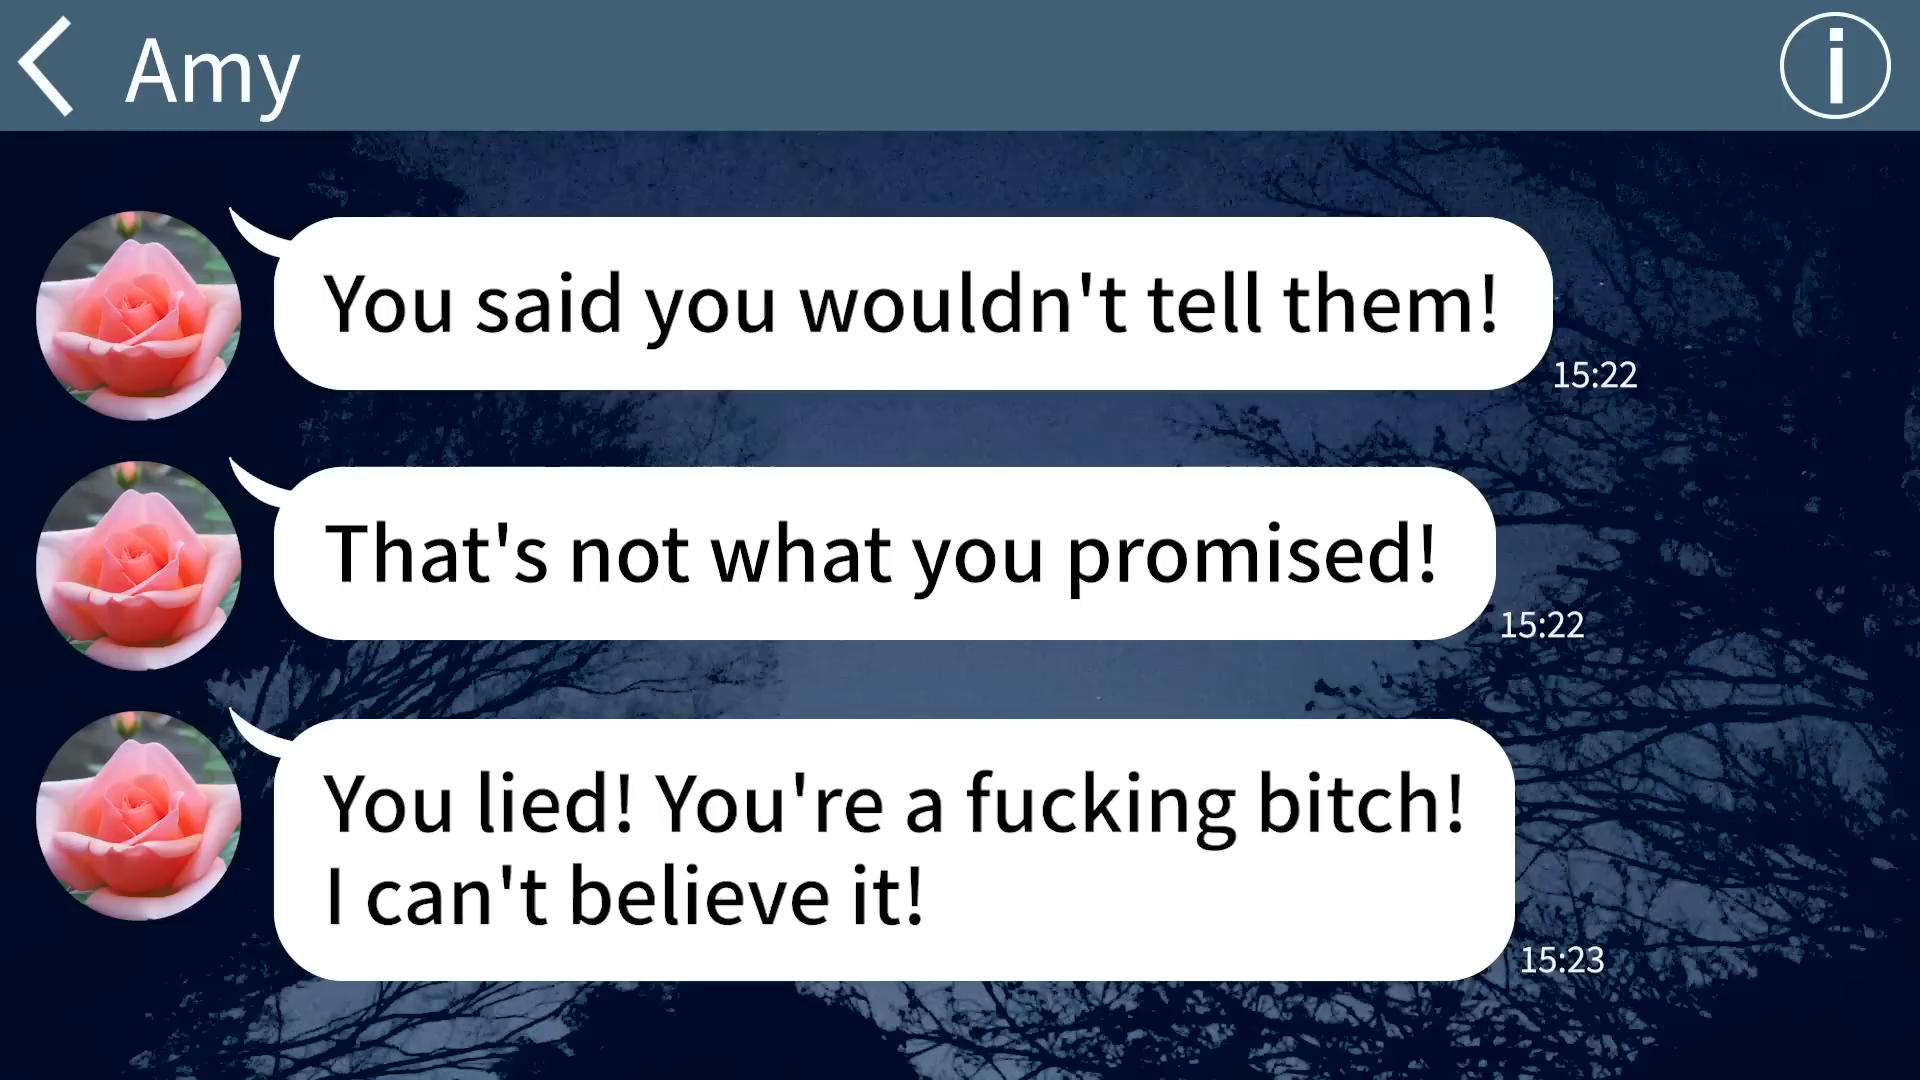 Amy
You said you wouldn't tell them!
15:22
That's not what you promised!
15:22
You lied! You're a fucking bitch!
I can't believe it!
15:23